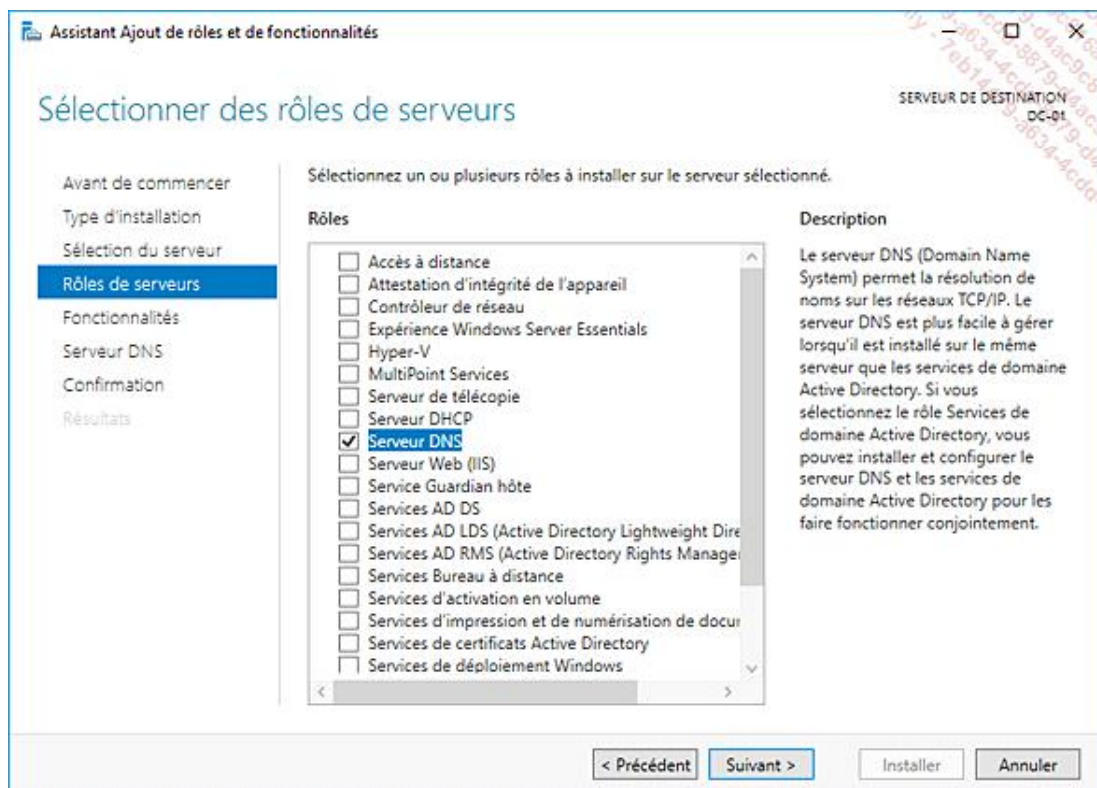 Assistant Ajout de rôles et de fonctionnalités
Sélectionner des rôles de serveurs
SERVEUR DE DESTINATION
DC-01
Avant de commencer
Type d'installation
Sélection du serveur
Rôles de serveurs
Fonctionnalités
Serveur DNS
Confirmation
Résultats
Sélectionnez un ou plusieurs rôles à installer sur le serveur sélectionné.
Rôles
Accès à distance
Attestation d'intégrité de l'appareil
Contrôleur de réseau
Expérience Windows Server Essentials
Hyper-V
MultiPoint Services
Serveur de télécopie
Serveur DHCP
Serveur DNS
Serveur Web (IIS)
Service Guardian hôte
Services AD DS
Services AD LDS (Active Directory Lightweight Dire
Services AD RMS (Active Directory Rights Manager
Services Bureau à distance
Services d'activation en volume
Services d'impression et de numérisation de docur
Services de certificats Active Directory
Services de déploiement Windows
Description
Le serveur DNS (Domain Name
System) permet la résolution de
noms sur les réseaux TCP/IP. Le
serveur DNS est plus facile à gérer
lorsqu'il est installé sur le même
serveur que les services de domaine
Active Directory. Si vous
sélectionnez le rôle Services de
domaine Active Directory, vous
pouvez installer et configurer le
serveur DNS et les services de
domaine Active Directory pour les
faire fonctionner conjointement.
< Précédent
Suivant >
Installer
Annuler